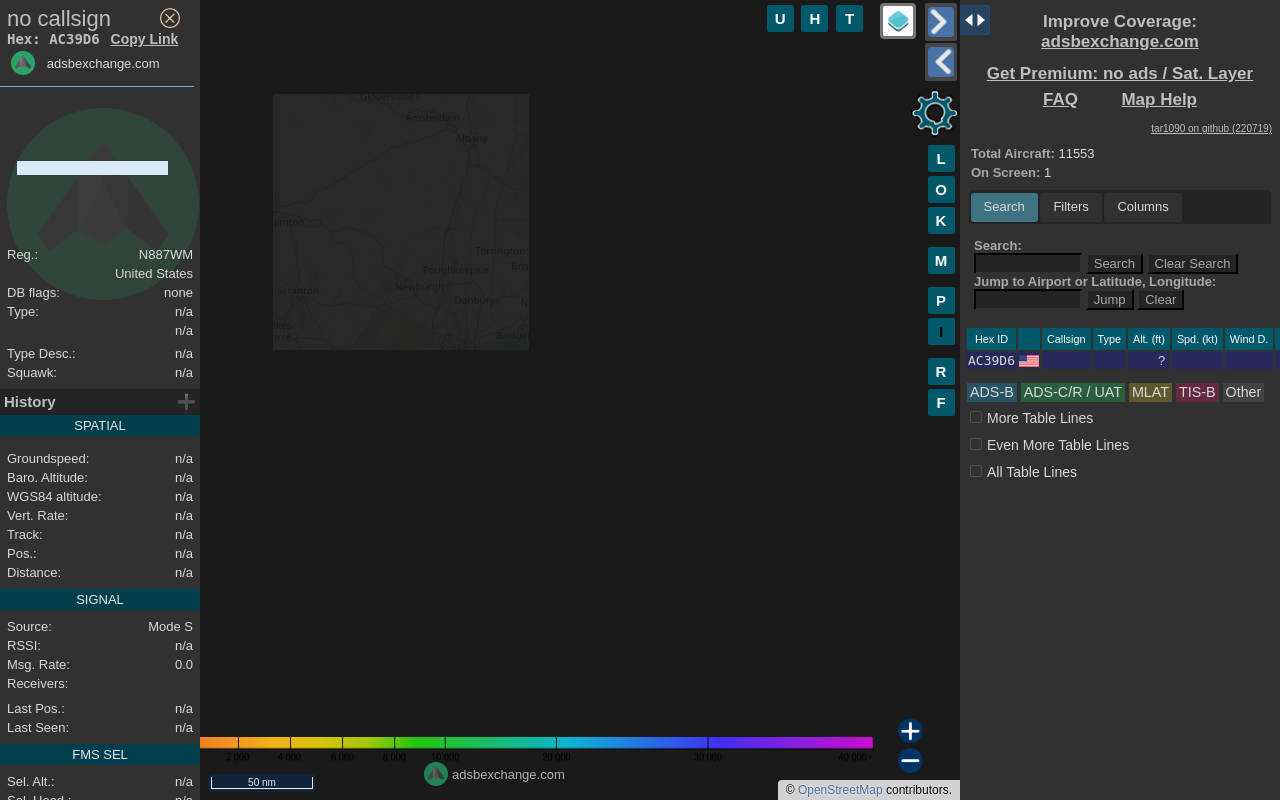 no callsign
Hex: AC39D6 Copy Link
adsbexchange.com
Reg.: N887WM
United States
DB flags: none
Type: n/a
n/a
Type Desc.: n/a
Squawk: n/a
History
SPATIAL
Groundspeed: n/a
Baro. Altitude: n/a
WGS84 altitude: n/a
Vert. Rate: n/a
Track: n/a
Pos.: n/a
Distance: n/a
SIGNAL
Source: Mode S
RSSI: n/a
Msg. Rate: 0.0
Receivers:
Last Pos.: n/a
Last Seen: n/a
FMS SEL
Sel. Alt.: n/a
Sel. Head.: n/a
U H T
L
O
K
M
P
I
R
F
Gloversville
Amsterdam
Albany
Torrington
Poughkeepsie
Newburgh
Scranton
Danbury
2 000 4 000 6 000 8 000 10 000 20 000 30 000 40 000+
adsbexchange.com
50 nm
© OpenStreetMap contributors.
Improve Coverage:
adsbexchange.com
Get Premium: no ads / Sat. Layer
FAQ Map Help
tar1090 on github (220719)
Total Aircraft: 11553
On Screen: 1
Search Filters Columns
Search:
Search Clear Search
Jump to Airport or Latitude, Longitude:
Jump Clear
Hex ID Callsign Type Alt. (ft) Spd. (kt) Wind D.
AC39D6 ?
ADS-B ADS-C/R / UAT MLAT TIS-B Other
More Table Lines
Even More Table Lines
All Table Lines